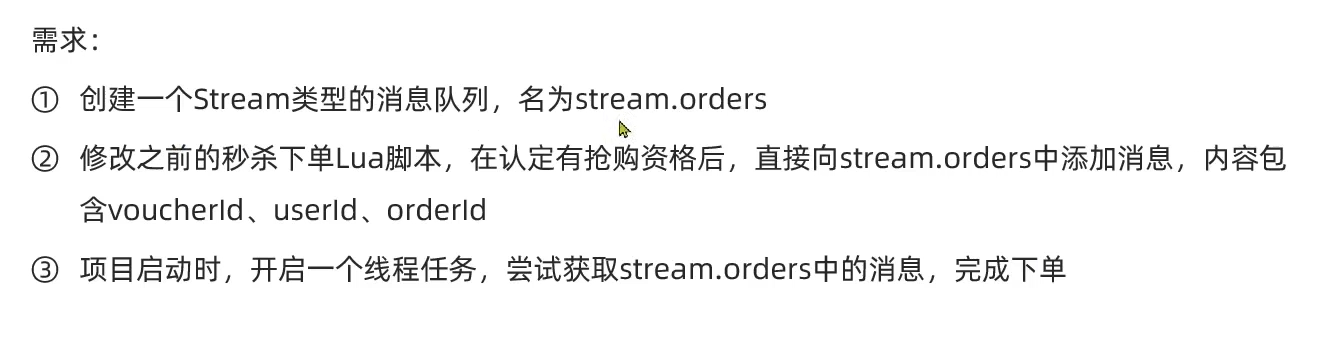 需求：
① 创建一个Stream类型的消息队列，名为stream.orders
② 修改之前的秒杀下单Lua脚本，在认定有抢购资格后，直接向stream.orders中添加消息，内容包
含voucherId、userId、orderId
③ 项目启动时，开启一个线程任务，尝试获取stream.orders中的消息，完成下单